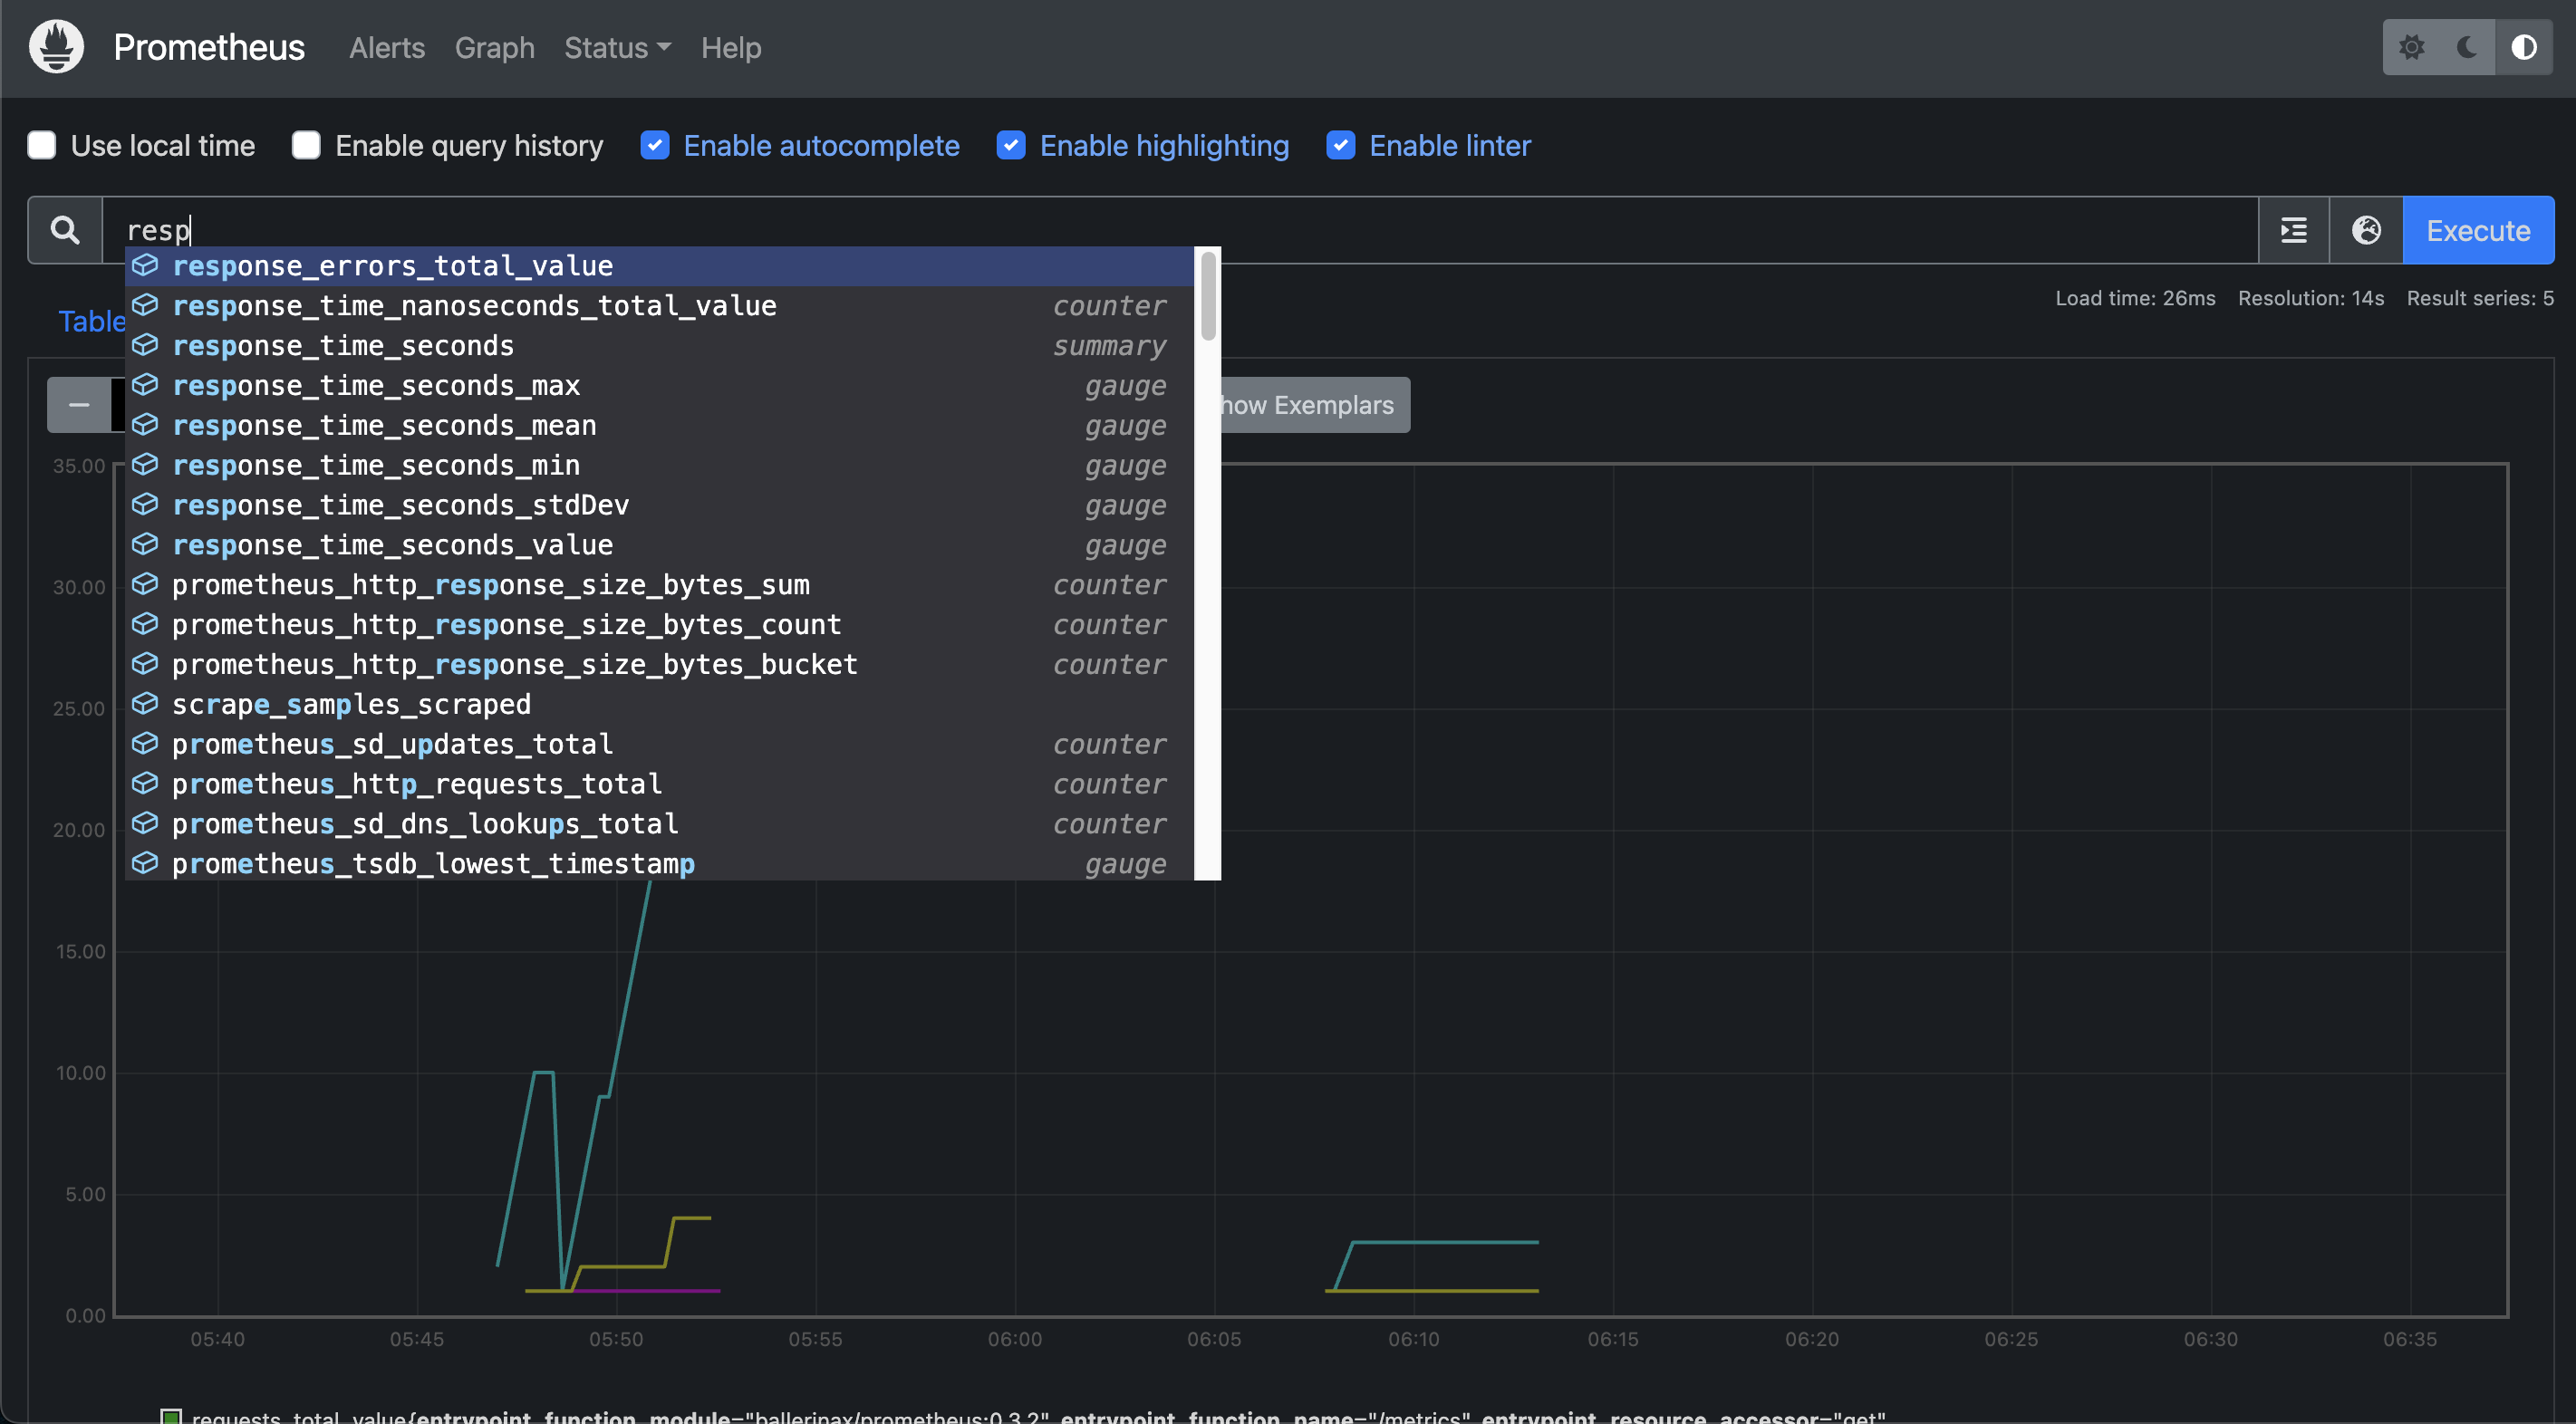 Prometheus Alerts Graph Status Help
Use local time Enable query history Enable autocomplete Enable highlighting Enable linter
resp
Execute
response_errors_total_value
response_time_nanoseconds_total_value counter
response_time_seconds summary
response_time_seconds_max gauge
response_time_seconds_mean gauge
response_time_seconds_min gauge
response_time_seconds_stdDev gauge
response_time_seconds_value gauge
prometheus_http_response_size_bytes_sum counter
prometheus_http_response_size_bytes_count counter
prometheus_http_response_size_bytes_bucket counter
scrape_samples_scraped
prometheus_sd_updates_total counter
prometheus_http_requests_total counter
prometheus_sd_dns_lookups_total counter
prometheus_tsdb_lowest_timestamp gauge
Table
Load time: 26ms Resolution: 14s Result series: 5
how Exemplars
35.00
30.00
25.00
20.00
15.00
10.00
5.00
0.00
05:40 05:45 05:50 05:55 06:00 06:05 06:10 06:15 06:20 06:25 06:30 06:35
requests_total_value{entrypoint_function_module="ballerinax/prometheus:0.3.2", entrypoint_function_name="/metrics", entrypoint_resource_accessor="get",